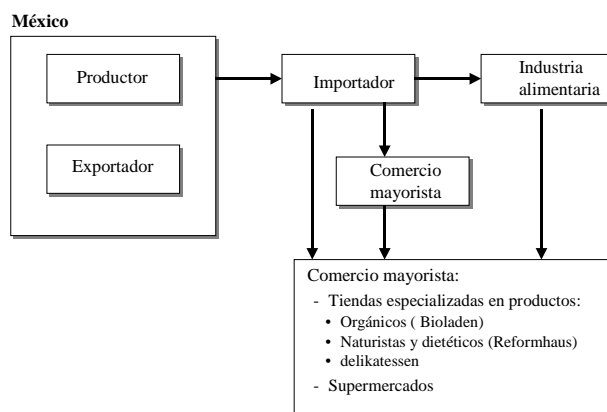 México
Productor
Exportador
Importador
Industria
alimentaria
Comercio
mayorista
Comercio mayorista:
- Tiendas especializadas en productos:
• Orgánicos ( Bioladen)
• Naturistas y dietéticos (Reformhaus)
• delikatessen
- Supermercados